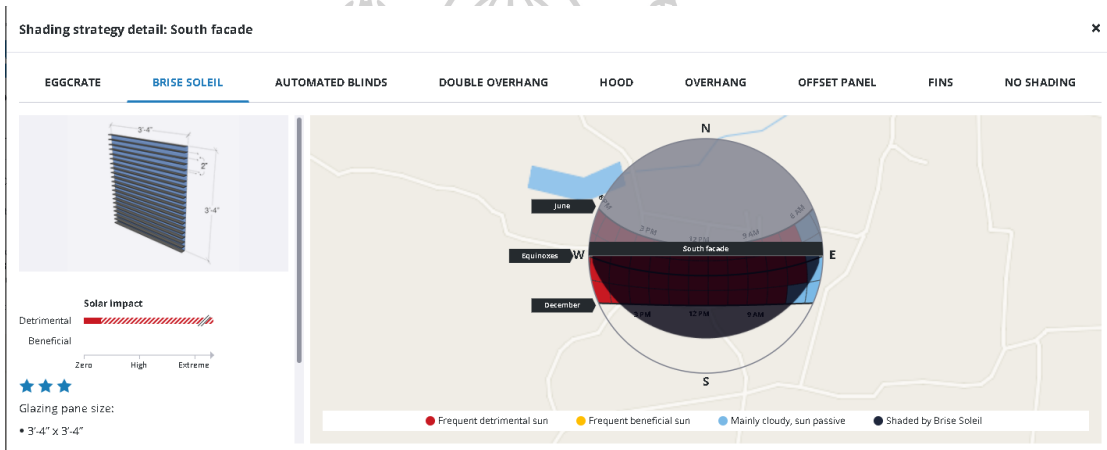 Shading strategy detail: South facade ×
EGGCRATE BRISE SOLEIL AUTOMATED BLINDS DOUBLE OVERHANG HOOD OVERHANG OFFSET PANEL FINS NO SHADING
3'-4"
2"
3'-4"
Solar impact
Detrimental
Beneficial
Zero High Extreme
Glazing pane size:
• 3'-4" x 3'-4"
N
June
6 AM
3 PM 12 PM 9 AM
South facade
Equinoxes W E
December
3 PM 12 PM 9 AM
S
Frequent detrimental sun Frequent beneficial sun Mainly cloudy, sun passive Shaded by Brise Soleil